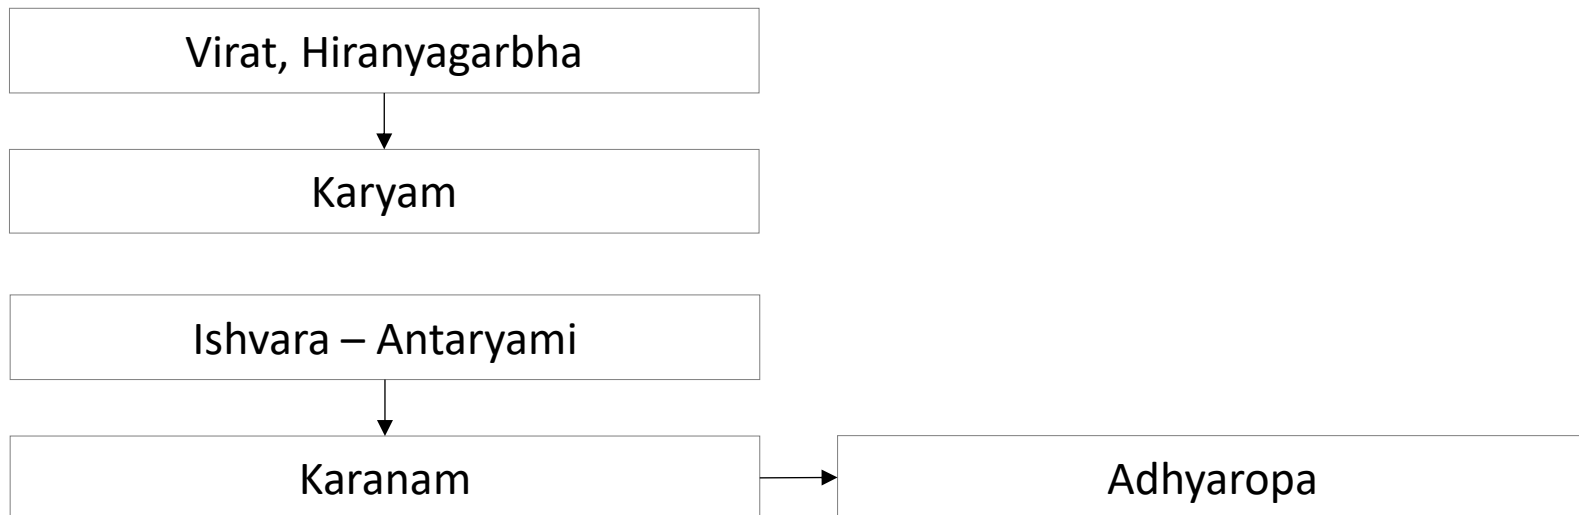 Virat, Hiranyagarbha
Karyam
Ishvara – Antaryami
Karanam
Adhyaropa